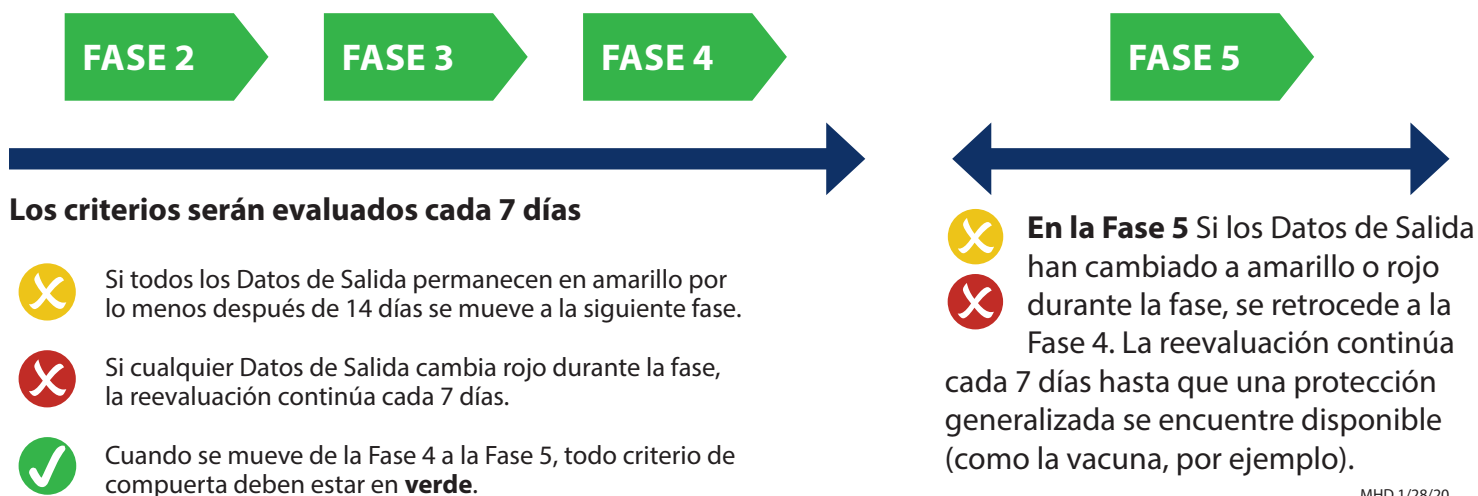 FASE 2
FASE 3
FASE 4
FASE 5
Los criterios serán evaluados cada 7 días
Si todos los Datos de Salida permanecen en amarillo por
lo menos después de 14 días se mueve a la siguiente fase.
Si cualquier Datos de Salida cambia rojo durante la fase,
la reevaluación continúa cada 7 días.
Cuando se mueve de la Fase 4 a la Fase 5, todo criterio de
compuerta deben estar en verde.
En la Fase 5 Si los Datos de Salida
han cambiado a amarillo o rojo
durante la fase, se retrocede a la
Fase 4. La reevaluación continúa
cada 7 días hasta que una protección
generalizada se encuentre disponible
(como la vacuna, por ejemplo).
MHD 1/28/20